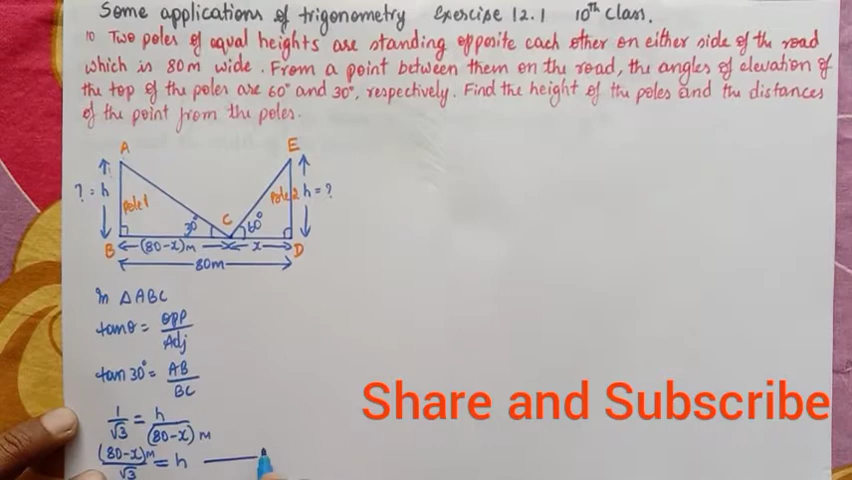 Some applications of trigonometry Exercise 12.1 10th Class.
10 Two poles of equal heights are standing opposite each other on either side of the road
which is 80m wide. From a point between them on the road, the angles of elevation of
the top of the poles are 60° and 30°, respectively. Find the height of the poles and the distances
of the point from the poles.
A E
? = h Pole 1 Pole 2 h = ?
30° C 60°
B (80-x)m x D
80m
In △ABC
tanθ = Opp / Adj
tan 30° = AB / BC
1/√3 = h/(80-x) m
(80-x)m/√3 = h
Share and Subscribe